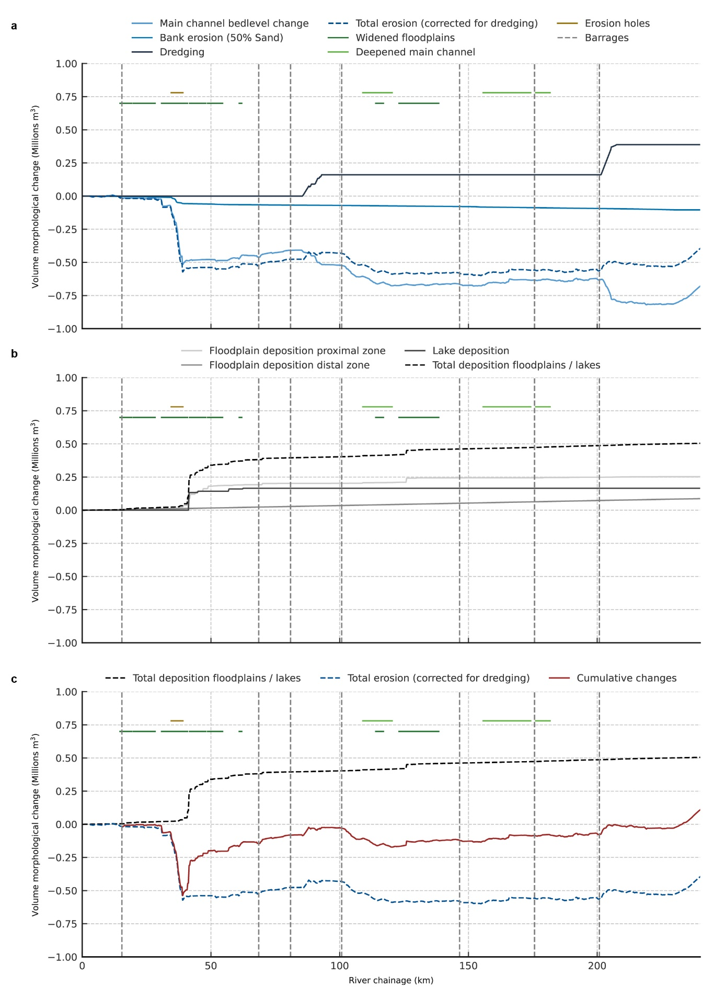 a
Main channel bedlevel change
Total erosion (corrected for dredging)
Erosion holes
Bank erosion (50% Sand)
Widened floodplains
Barrages
Dredging
Deepened main channel
1.00
0.75
0.50
0.25
0.00
−0.25
−0.50
−0.75
−1.00
Volume morphological change (Millions m³)
b
Floodplain deposition proximal zone
Lake deposition
Floodplain deposition distal zone
Total deposition floodplains / lakes
1.00
0.75
0.50
0.25
0.00
−0.25
−0.50
−0.75
−1.00
Volume morphological change (Millions m³)
c
Total deposition floodplains / lakes
Total erosion (corrected for dredging)
Cumulative changes
1.00
0.75
0.50
0.25
0.00
−0.25
−0.50
−0.75
−1.00
Volume morphological change (Millions m³)
0 50 100 150 200
River chainage (km)